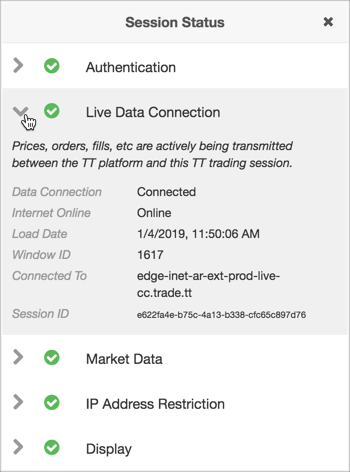 Session Status
Authentication
Live Data Connection
Prices, orders, fills, etc are actively being transmitted
between the TT platform and this TT trading session.
Data Connection Connected
Internet Online Online
Load Date 1/4/2019, 11:50:06 AM
Window ID 1617
Connected To edge-inet-ar-ext-prod-live-
cc.trade.tt
Session ID e622fa4e-b75c-4a13-b338-cfc65c897d76
Market Data
IP Address Restriction
Display